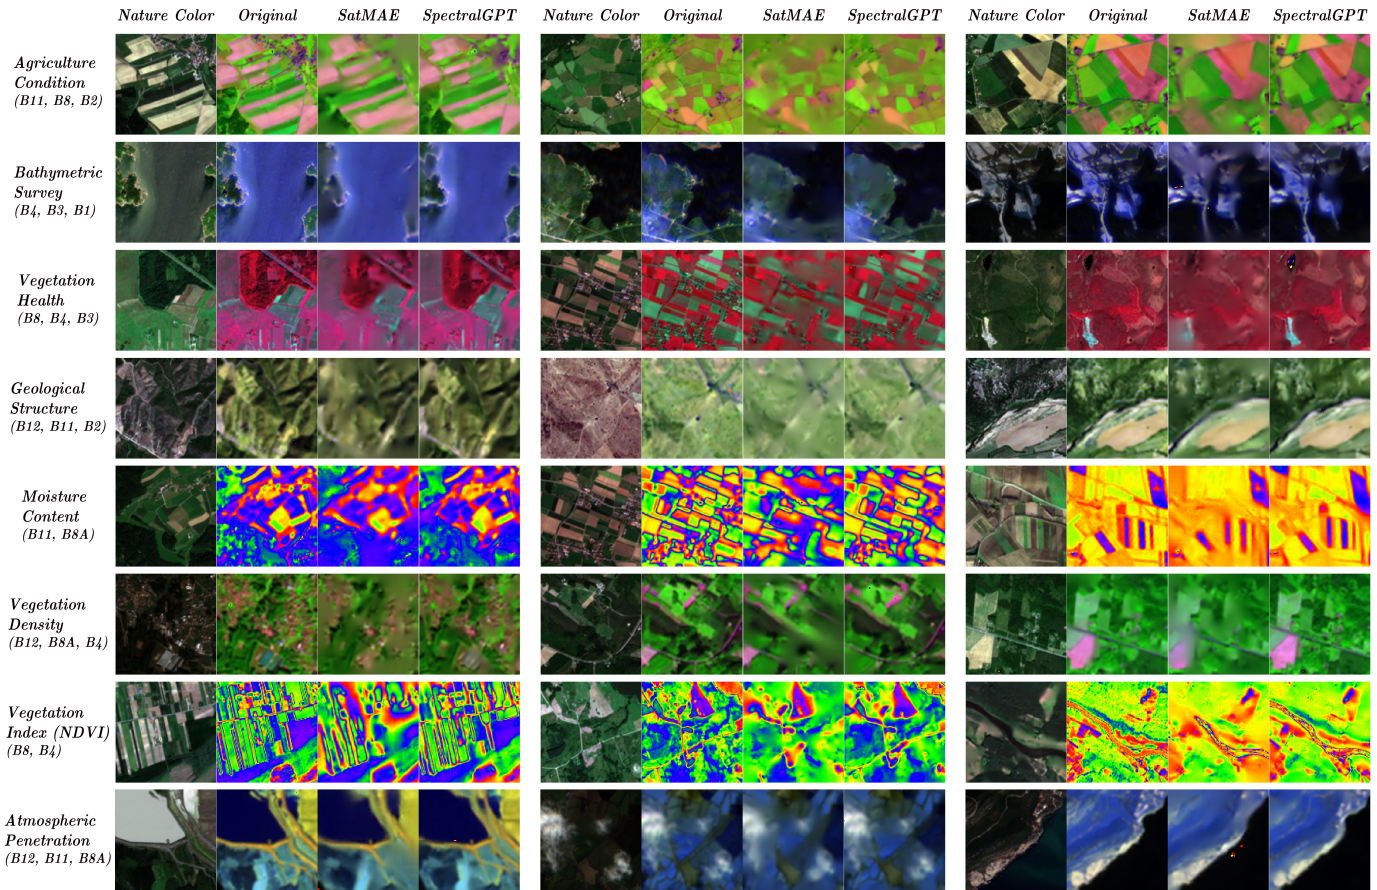 Nature Color Original SatMAE SpectralGPT Nature Color Original SatMAE SpectralGPT Nature Color Original SatMAE SpectralGPT
Agriculture
Condition
(B11, B8, B2)
Bathymetric
Survey
(B4, B3, B1)
Vegetation
Health
(B8, B4, B3)
Geological
Structure
(B12, B11, B2)
Moisture
Content
(B11, B8A)
Vegetation
Density
(B12, B8A, B4)
Vegetation
Index (NDVI)
(B8, B4)
Atmospheric
Penetration
(B12, B11, B8A)